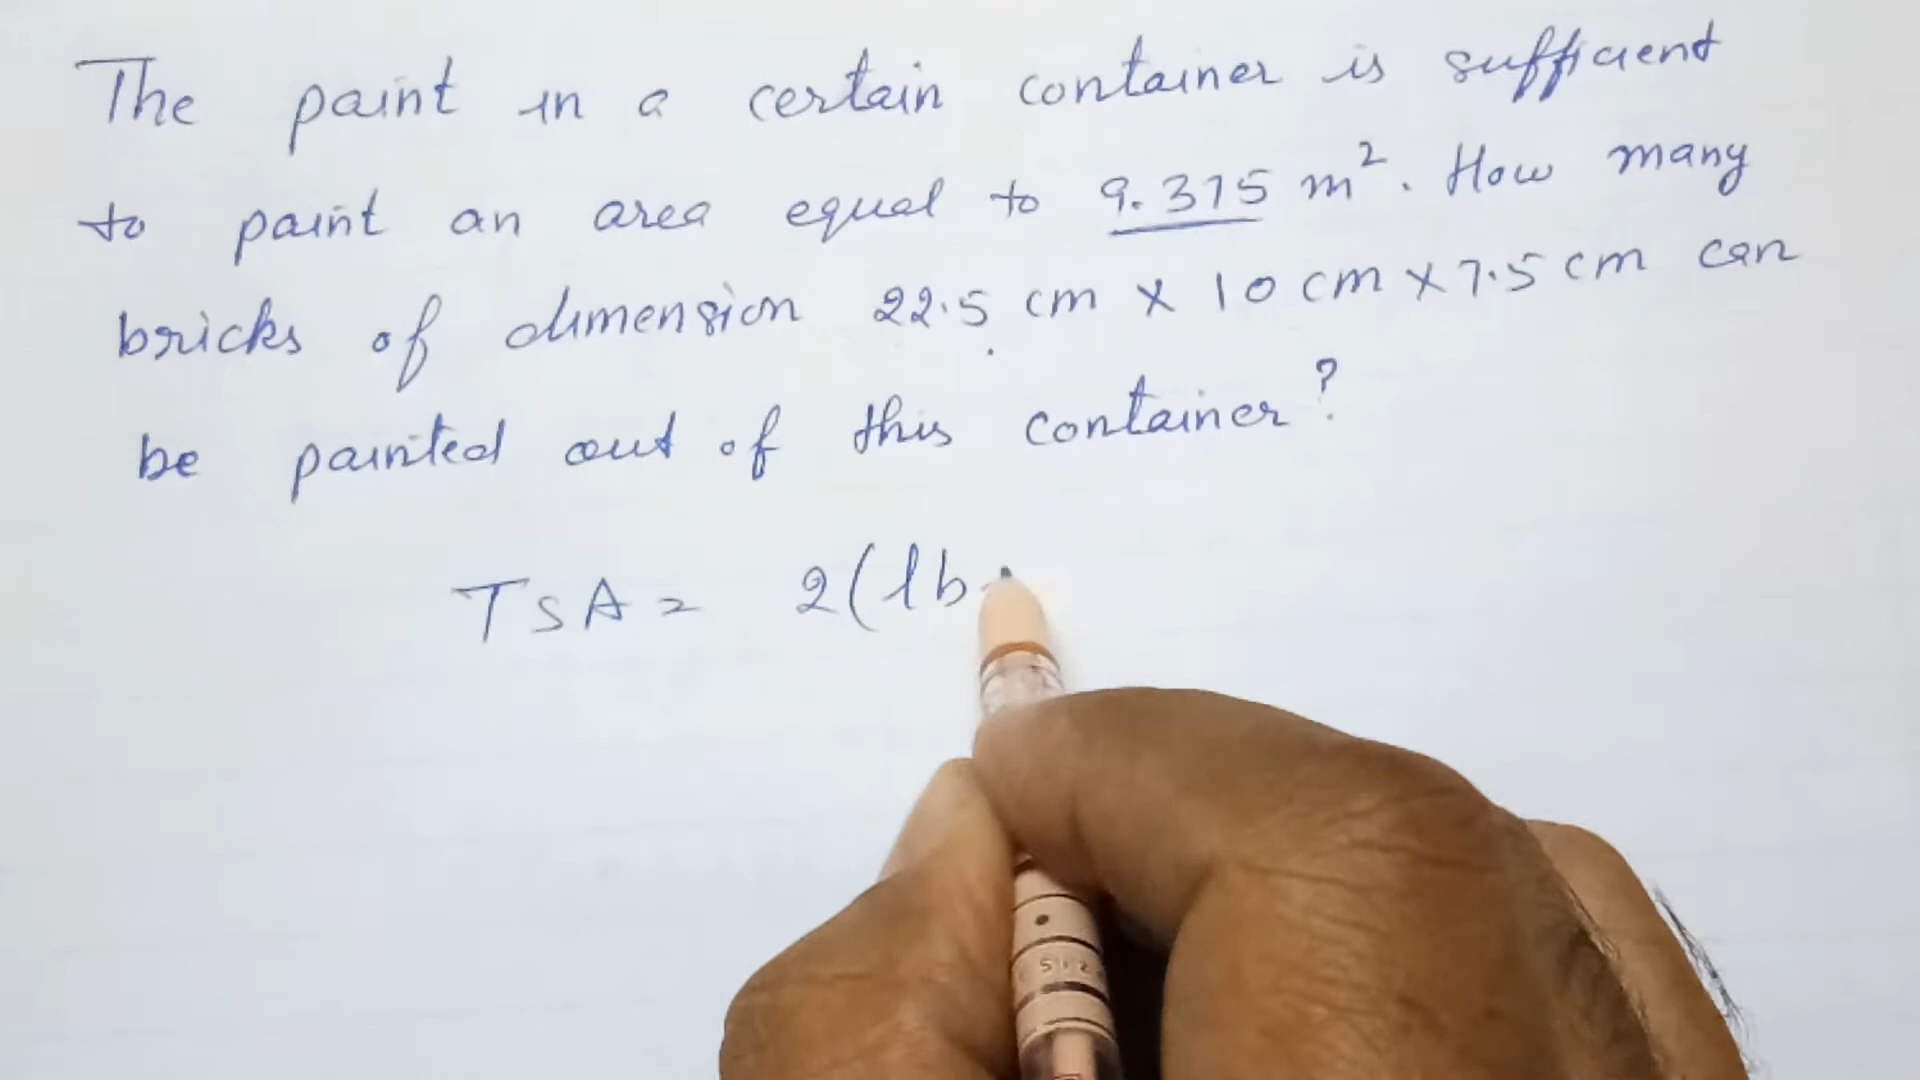 The paint in a certain container is sufficient
to paint an area equal to 9.375 m². How many
bricks of dimension 22.5 cm × 10 cm × 7.5 cm can
be painted out of this container?
TSA = 2(lb